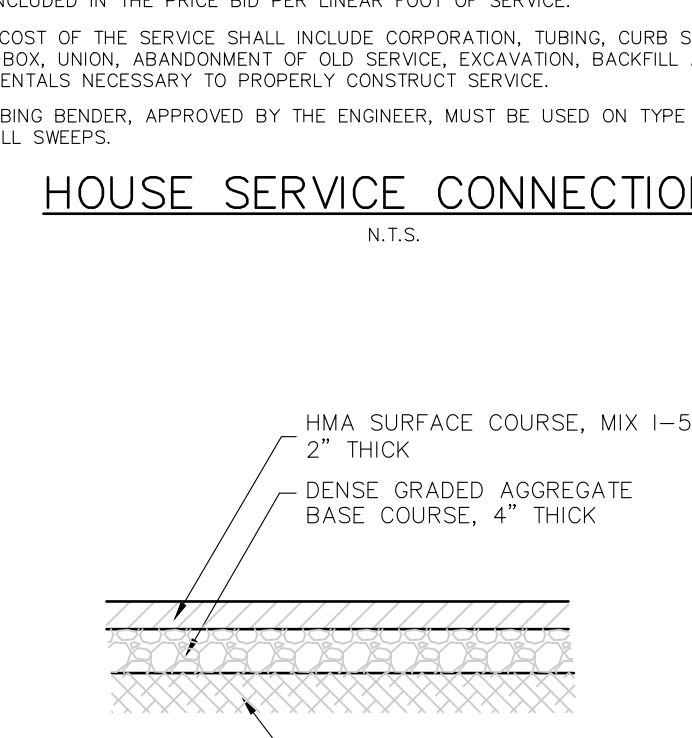 NCLUDED IN THE PRICE BID PER LINEAR FOOT OF SERVICE.
COST OF THE SERVICE SHALL INCLUDE CORPORATION, TUBING, CURB S
BOX, UNION, ABANDONMENT OF OLD SERVICE, EXCAVATION, BACKFILL
ENTALS NECESSARY TO PROPERLY CONSTRUCT SERVICE.
BING BENDER, APPROVED BY THE ENGINEER, MUST BE USED ON TYPE
LL SWEEPS.
HOUSE SERVICE CONNECTION
N.T.S.
HMA SURFACE COURSE, MIX I-5
2" THICK
DENSE GRADED AGGREGATE
BASE COURSE, 4" THICK